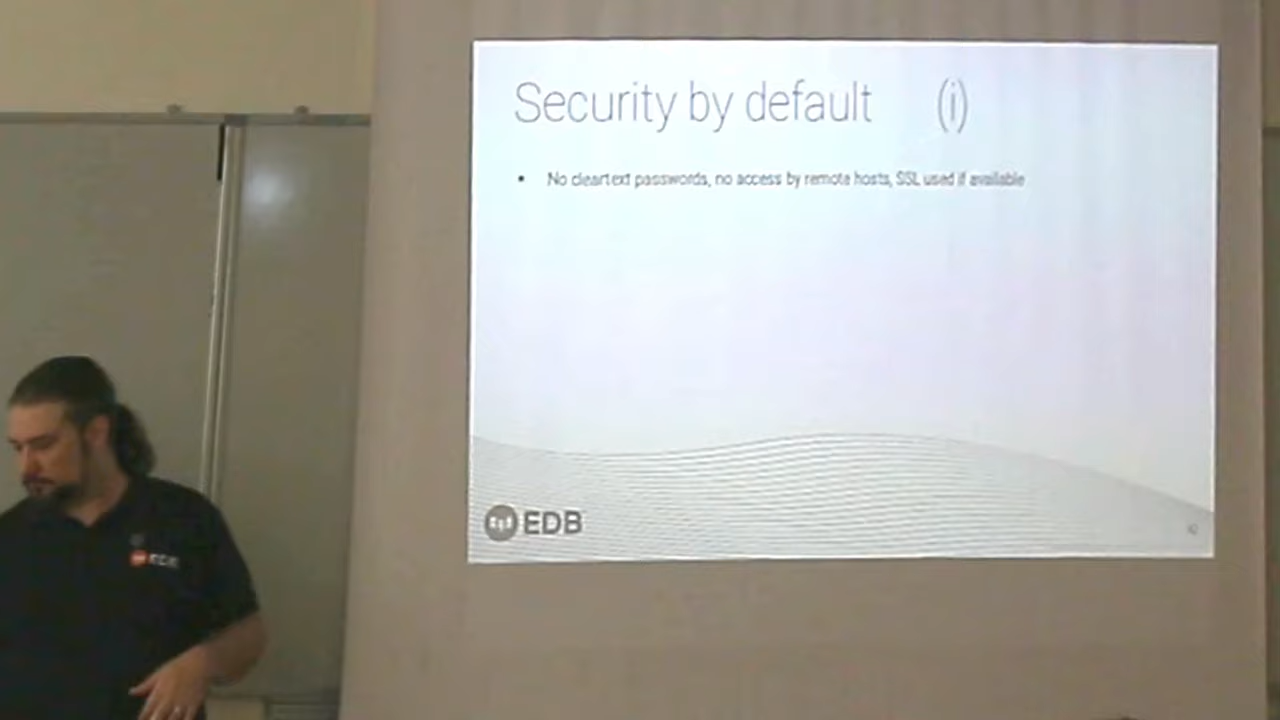 Security by default (i)
• No cleartext passwords, no access by remote hosts, SSL used if available
EDB
EDB